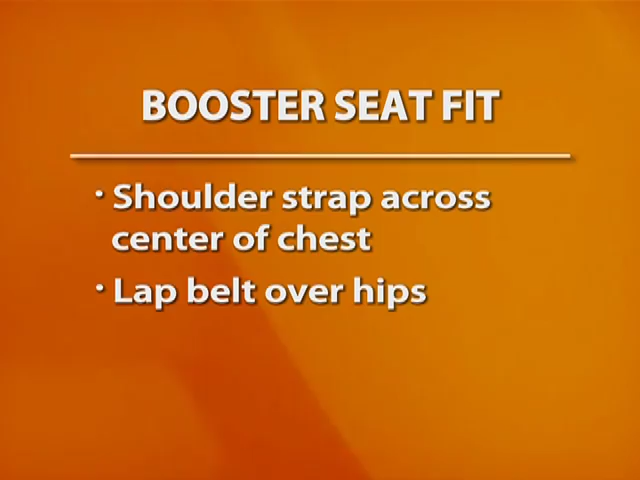 BOOSTER SEAT FIT
· Shoulder strap across
center of chest
· Lap belt over hips